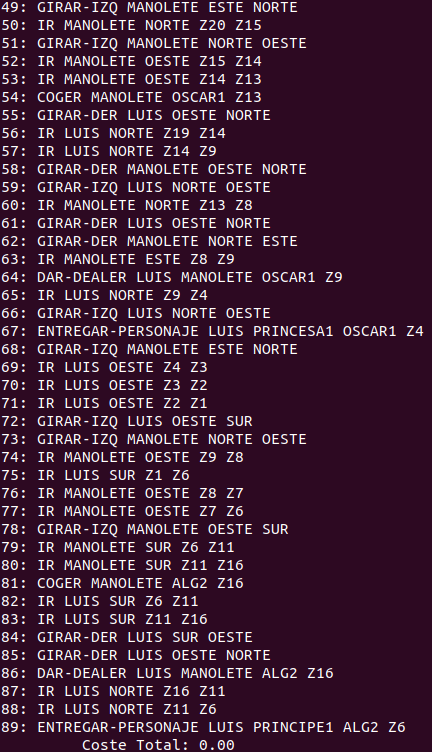 49: GIRAR-IZQ MANOLETE ESTE NORTE
50: IR MANOLETE NORTE Z20 Z15
51: GIRAR-IZQ MANOLETE NORTE OESTE
52: IR MANOLETE OESTE Z15 Z14
53: IR MANOLETE OESTE Z14 Z13
54: COGER MANOLETE OSCAR1 Z13
55: GIRAR-DER LUIS OESTE NORTE
56: IR LUIS NORTE Z19 Z14
57: IR LUIS NORTE Z14 Z9
58: GIRAR-DER MANOLETE OESTE NORTE
59: GIRAR-IZQ LUIS NORTE OESTE
60: IR MANOLETE NORTE Z13 Z8
61: GIRAR-DER LUIS OESTE NORTE
62: GIRAR-DER MANOLETE NORTE ESTE
63: IR MANOLETE ESTE Z8 Z9
64: DAR-DEALER LUIS MANOLETE OSCAR1 Z9
65: IR LUIS NORTE Z9 Z4
66: GIRAR-IZQ LUIS NORTE OESTE
67: ENTREGAR-PERSONAJE LUIS PRINCESA1 OSCAR1 Z4
68: GIRAR-IZQ MANOLETE ESTE NORTE
69: IR LUIS OESTE Z4 Z3
70: IR LUIS OESTE Z3 Z2
71: IR LUIS OESTE Z2 Z1
72: GIRAR-IZQ LUIS OESTE SUR
73: GIRAR-IZQ MANOLETE NORTE OESTE
74: IR MANOLETE OESTE Z9 Z8
75: IR LUIS SUR Z1 Z6
76: IR MANOLETE OESTE Z8 Z7
77: IR MANOLETE OESTE Z7 Z6
78: GIRAR-IZQ MANOLETE OESTE SUR
79: IR MANOLETE SUR Z6 Z11
80: IR MANOLETE SUR Z11 Z16
81: COGER MANOLETE ALG2 Z16
82: IR LUIS SUR Z6 Z11
83: IR LUIS SUR Z11 Z16
84: GIRAR-DER LUIS SUR OESTE
85: GIRAR-DER LUIS OESTE NORTE
86: DAR-DEALER LUIS MANOLETE ALG2 Z16
87: IR LUIS NORTE Z16 Z11
88: IR LUIS NORTE Z11 Z6
89: ENTREGAR-PERSONAJE LUIS PRINCIPE1 ALG2 Z6
Coste Total: 0.00